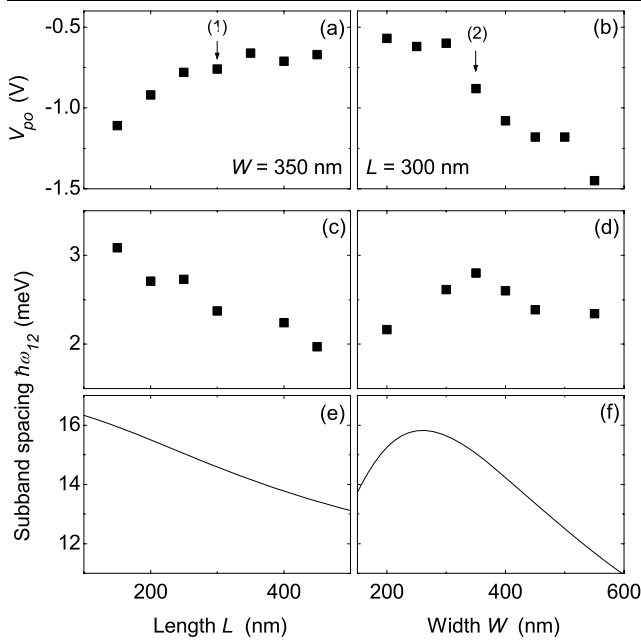 -0.5
-1.0
-1.5
V_po (V)
(1)
(a)
W = 350 nm
(2)
(b)
L = 300 nm
3
2
(c)
(d)
Subband spacing ħω_12 (meV)
16
14
12
(e)
(f)
200 400
200 400 600
Length L (nm)
Width W (nm)